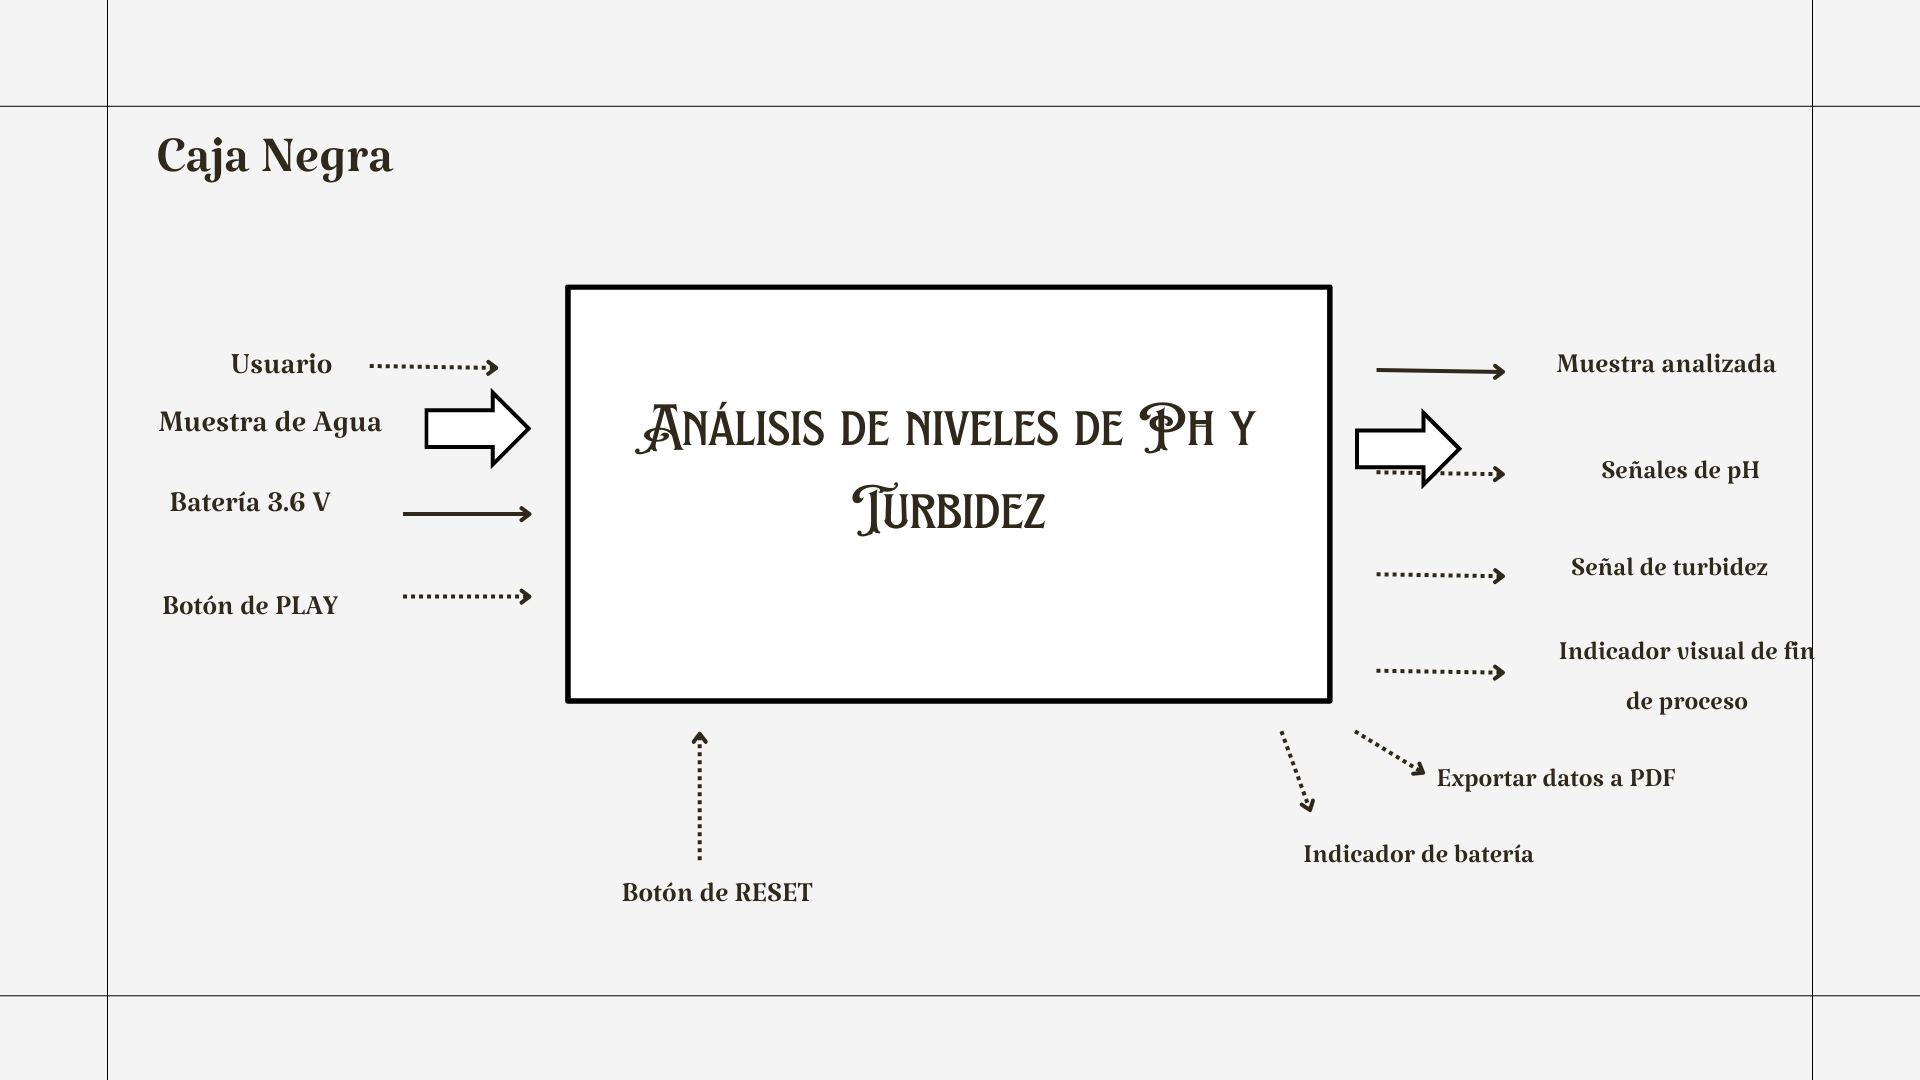 Caja Negra
Usuario
Muestra de Agua
Batería 3.6 V
Botón de PLAY
Análisis de niveles de Ph y
Turbidez
Muestra analizada
Señales de pH
Señal de turbidez
Indicador visual de fin
de proceso
Exportar datos a PDF
Indicador de batería
Botón de RESET